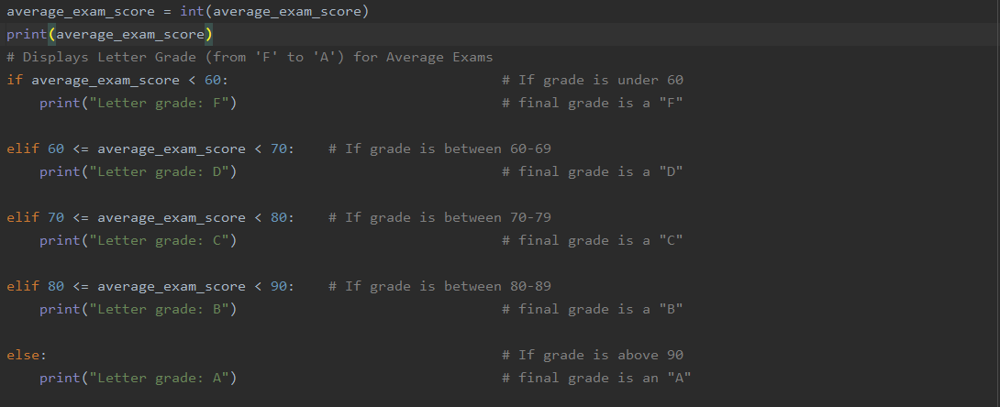 average_exam_score = int(average_exam_score)
print(average_exam_score)
# Displays Letter Grade (from 'F' to 'A') for Average Exams
if average_exam_score < 60:                                 # If grade is under 60
    print("Letter grade: F")                                # final grade is a "F"
elif 60 <= average_exam_score < 70:    # If grade is between 60-69
    print("Letter grade: D")                                # final grade is a "D"
elif 70 <= average_exam_score < 80:    # If grade is between 70-79
    print("Letter grade: C")                                # final grade is a "C"
elif 80 <= average_exam_score < 90:    # If grade is between 80-89
    print("Letter grade: B")                                # final grade is a "B"
else:                                                       # If grade is above 90
    print("Letter grade: A")                                # final grade is an "A"